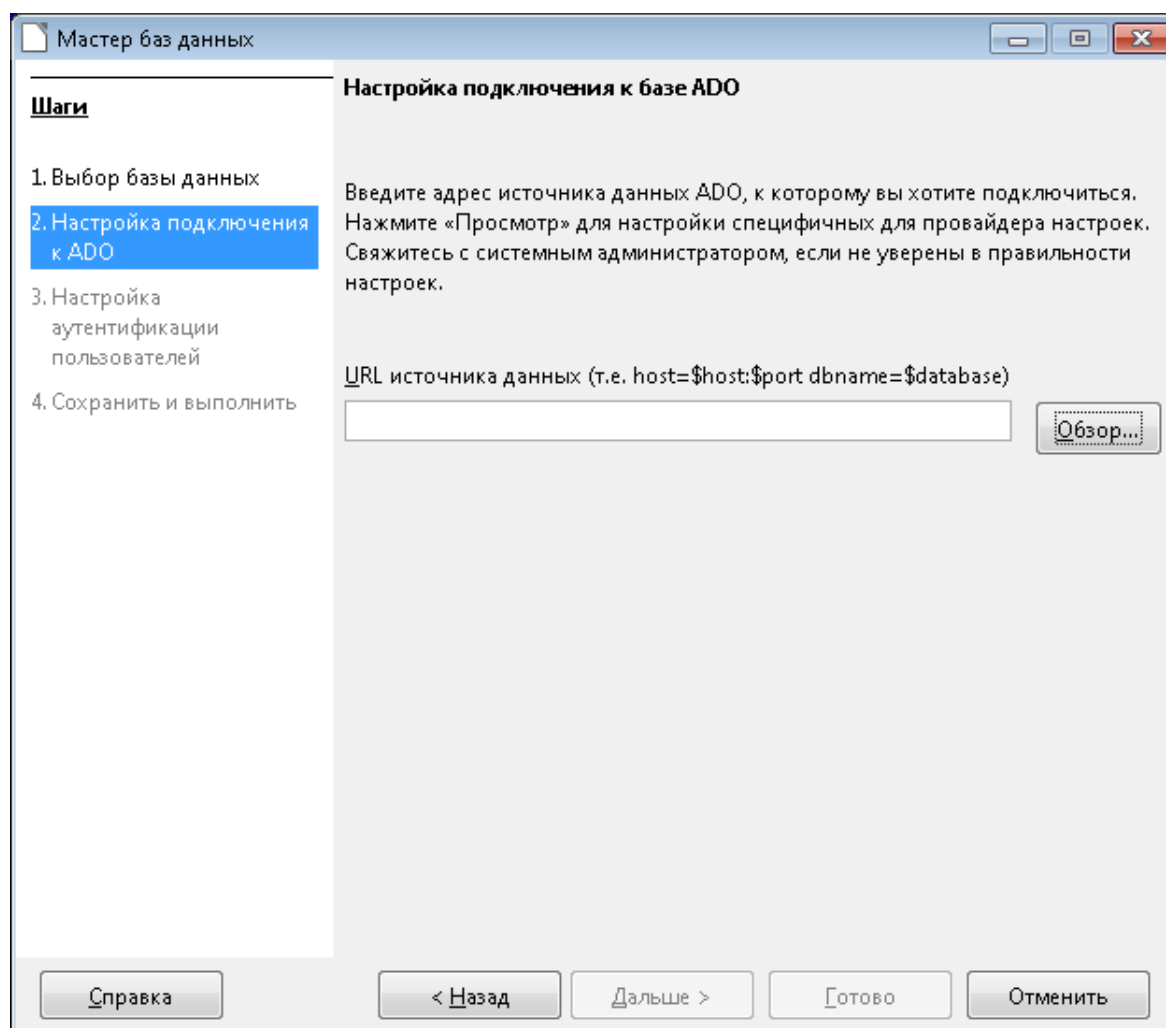 Мастер баз данных
Шаги
1. Выбор базы данных
2. Настройка подключения
к ADO
3. Настройка
аутентификации
пользователей
4. Сохранить и выполнить
Настройка подключения к базе ADO
Введите адрес источника данных ADO, к которому вы хотите подключиться.
Нажмите «Просмотр» для настройки специфичных для провайдера настроек.
Свяжитесь с системным администратором, если не уверены в правильности
настроек.
URL источника данных (т.е. host=$host:$port dbname=$database)
Обзор...
Справка
< Назад
Дальше >
Готово
Отменить